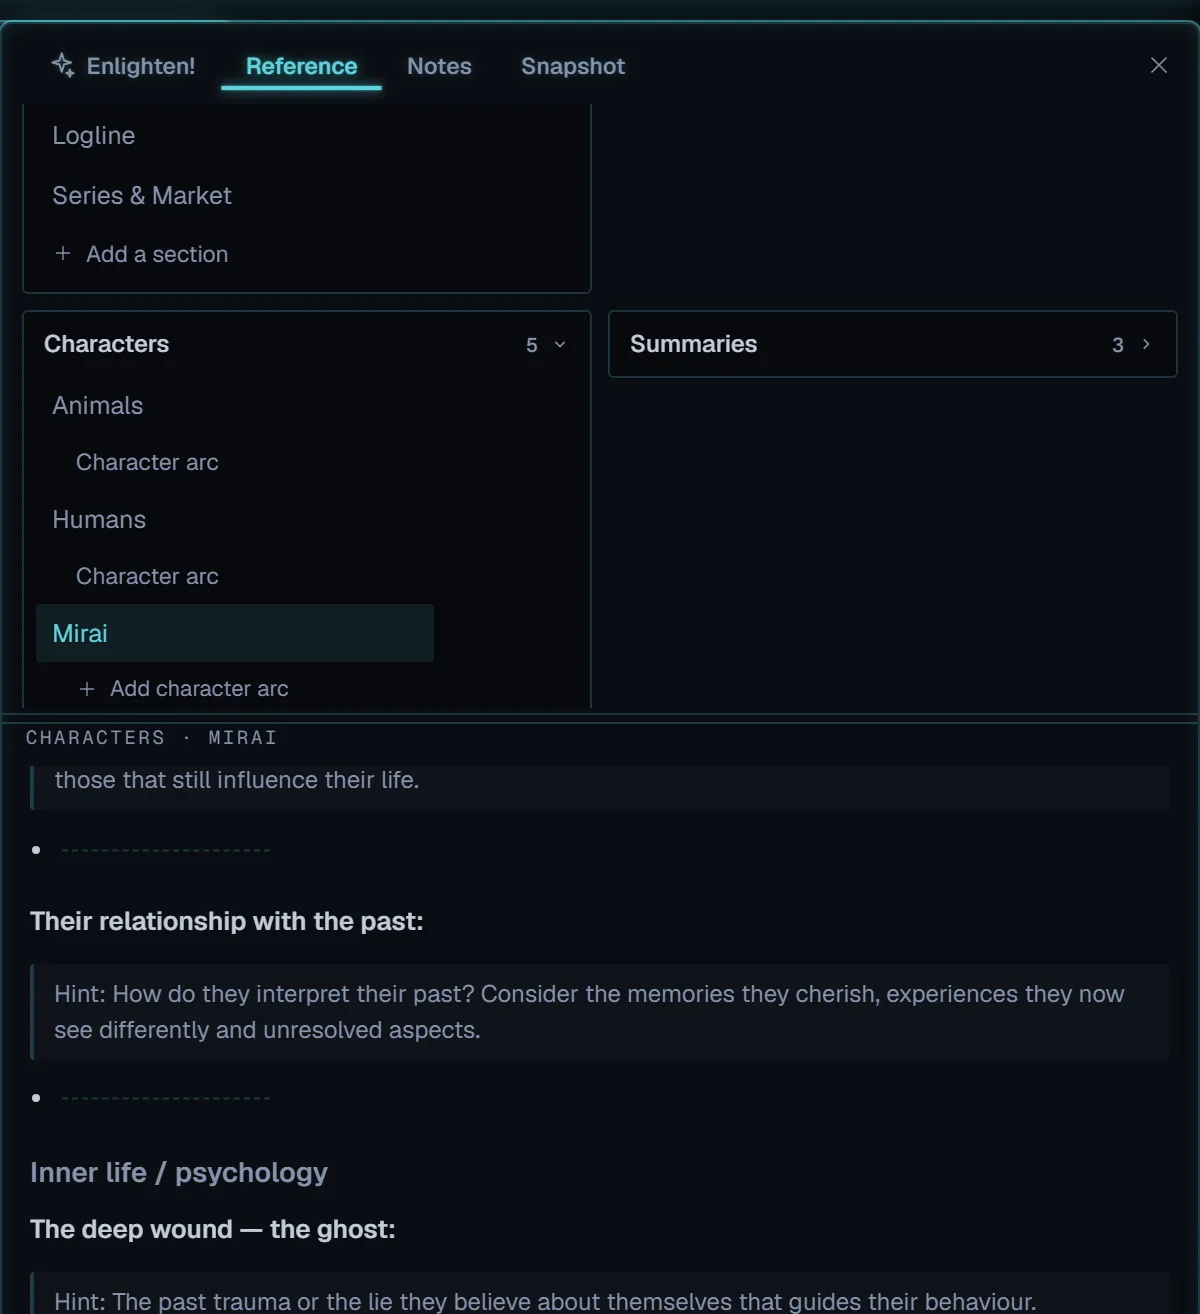 Enlighten! Reference Notes Snapshot
Logline
Series & Market
+ Add a section
Characters 5
Summaries 3
Animals
Character arc
Humans
Character arc
Mirai
+ Add character arc
CHARACTERS · MIRAI
those that still influence their life.
• ---------------------
Their relationship with the past:
Hint: How do they interpret their past? Consider the memories they cherish, experiences they now
see differently and unresolved aspects.
• ---------------------
Inner life / psychology
The deep wound — the ghost:
Hint: The past trauma or the lie they believe about themselves that guides their behaviour.